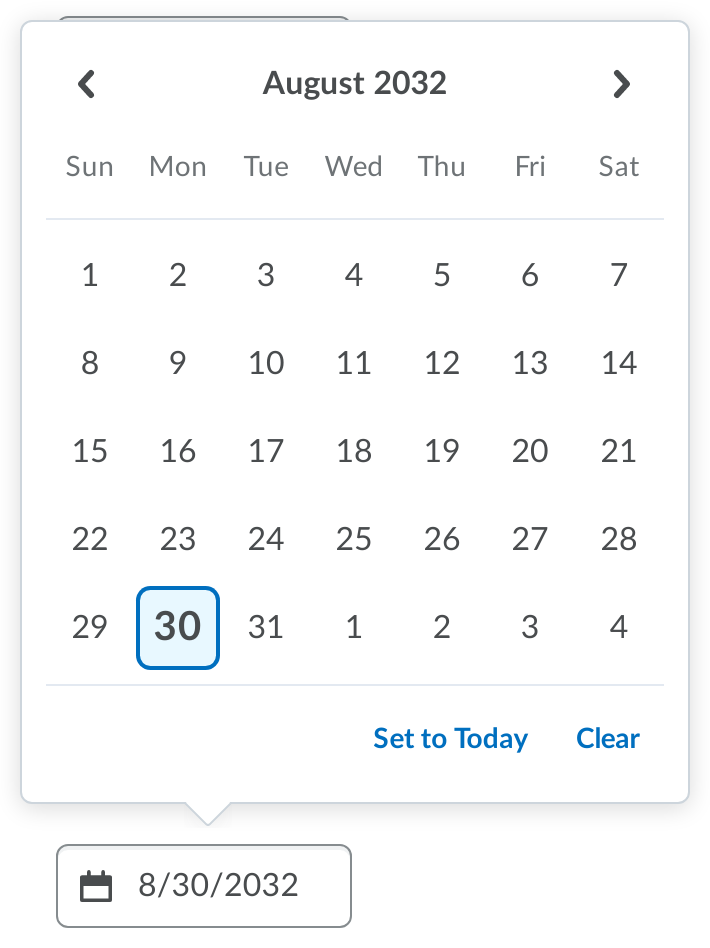 August 2032
Sun Mon Tue Wed Thu Fri Sat
1 2 3 4 5 6 7
8 9 10 11 12 13 14
15 16 17 18 19 20 21
22 23 24 25 26 27 28
29 30 31 1 2 3 4
Set to Today Clear
8/30/2032